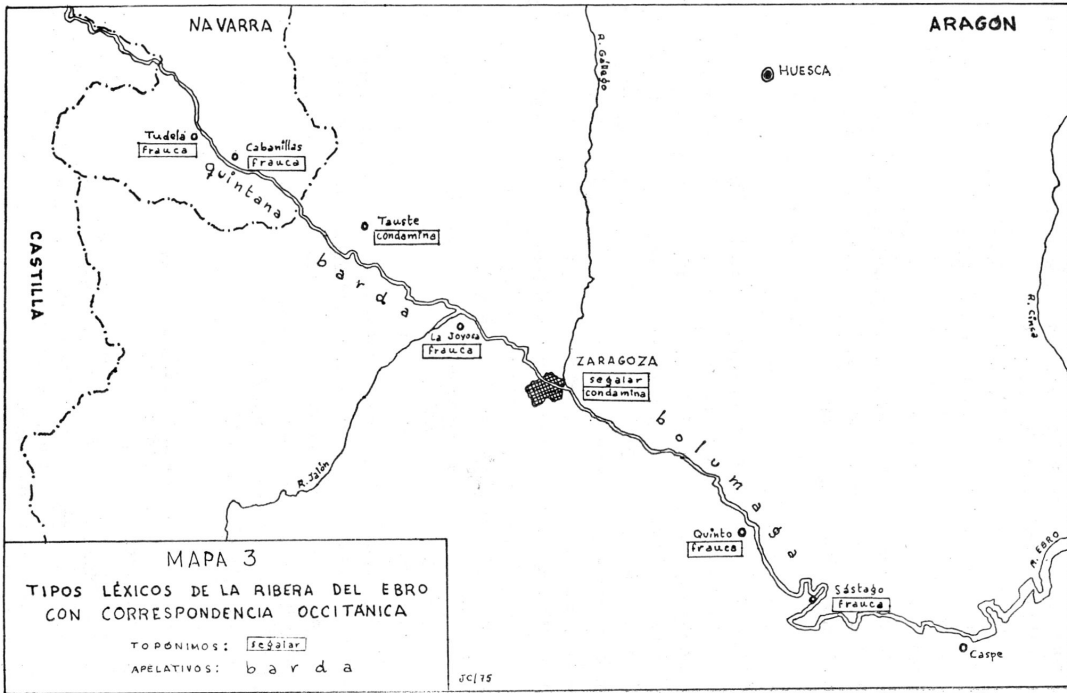 NAVARRA
ARAGÓN
R. Gállego
HUESCA
Tudela
frauca
Cabanillas
frauca
quintana
Tauste
condamina
CASTILLA
barda
R. Cinca
La Joyosa
frauca
ZARAGOZA
segalar
condamina
bolumaga
R. Jalón
Quinto
frauca
R. EBRO
Sástago
frauca
Caspe
MAPA 3
TIPOS LÉXICOS DE LA RIBERA DEL EBRO
CON CORRESPONDENCIA OCCITÁNICA
TOPÓNIMOS: segalar
APELATIVOS: barda
JC/75